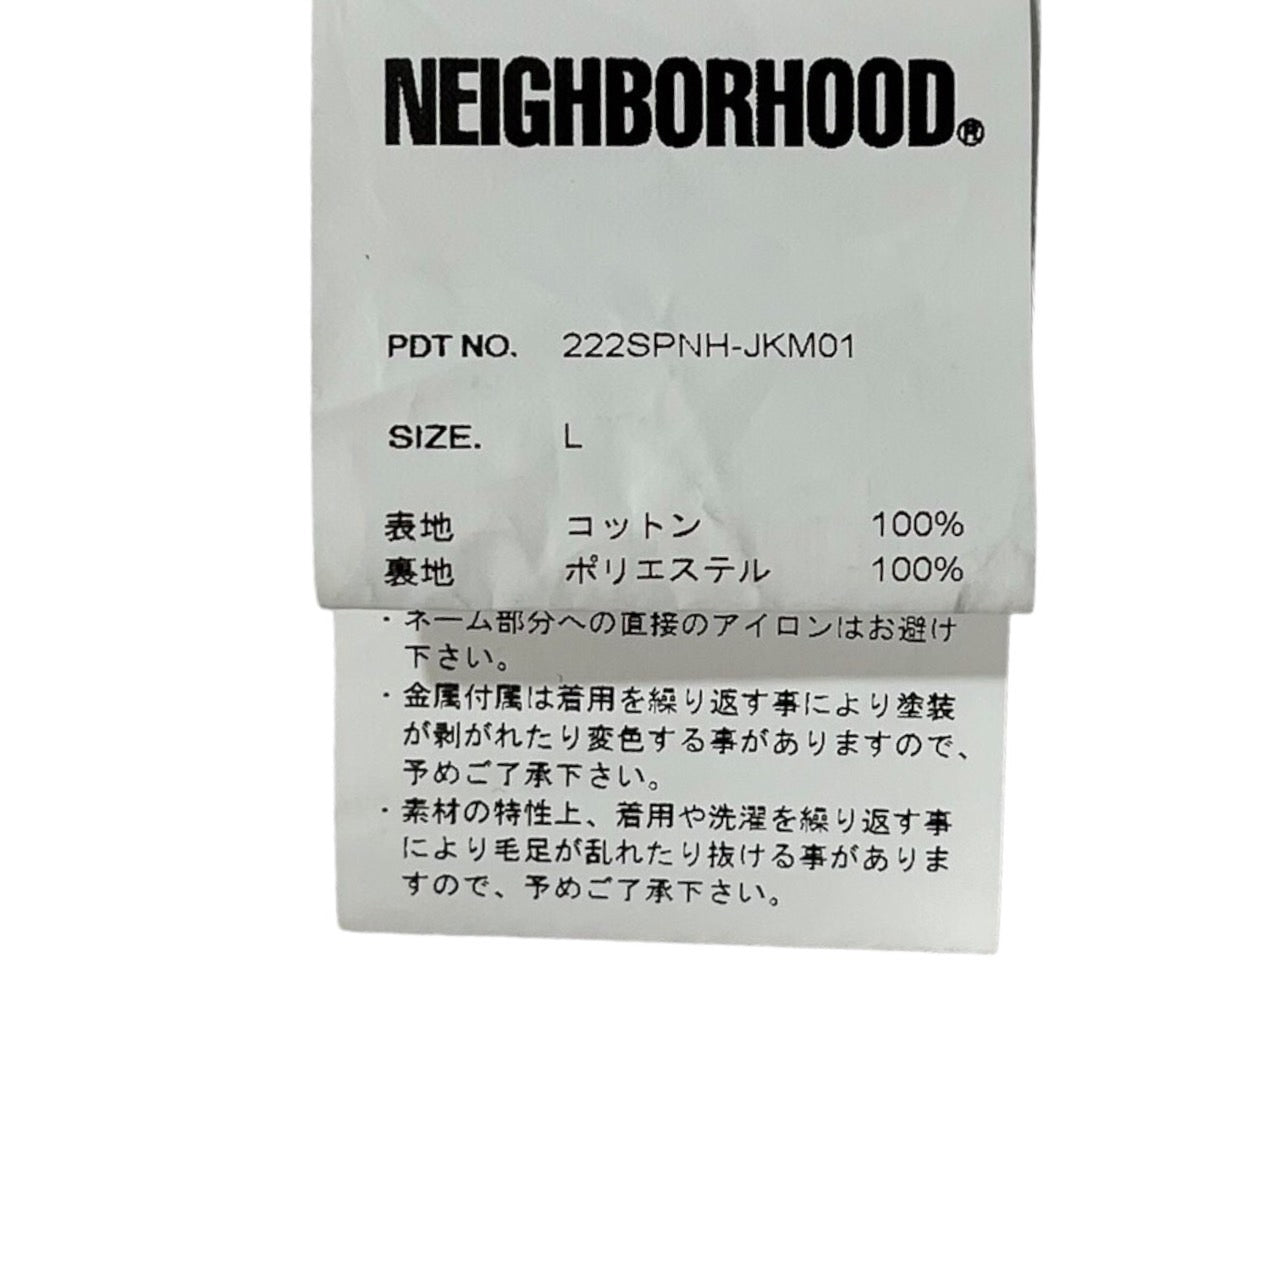 NEIGHBORHOOD®
PDT NO. 222SPNH-JKM01
SIZE. L
表地 コットン 100%
裏地 ポリエステル 100%
・ネーム部分への直接のアイロンはお避け
下さい。
・金属付属は着用を繰り返す事により塗装
が剥がれたり変色する事がありますので、
予めご了承下さい。
・素材の特性上、着用や洗濯を繰り返す事
により毛足が乱れたり抜ける事がありま
すので、予めご了承下さい。